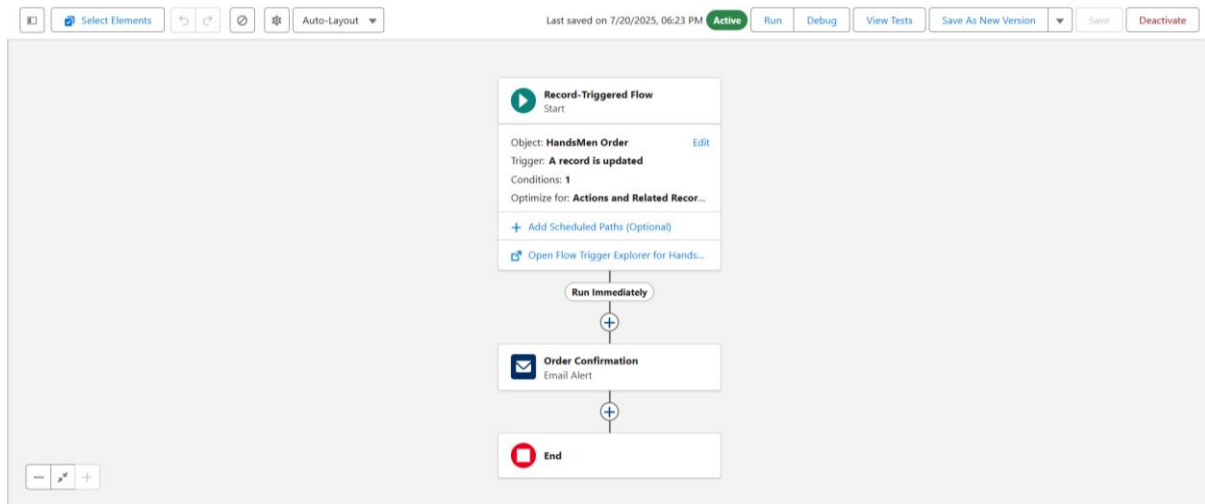 Select Elements
Auto-Layout
Last saved on 7/20/2025, 06:23 PM Active Run Debug View Tests Save As New Version Save Deactivate
Record-Triggered Flow
Start
Object: HandsMen Order Edit
Trigger: A record is updated
Conditions: 1
Optimize for: Actions and Related Recor...
+ Add Scheduled Paths (Optional)
Open Flow Trigger Explorer for Hands...
Run Immediately
Order Confirmation
Email Alert
End